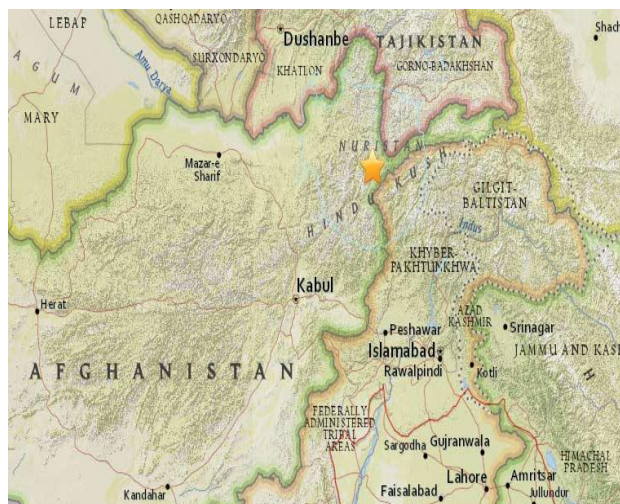 LEBAP
QASHQADARYO
SURXONDARYO
Dushanbe
KHATLON
TAJIKISTAN
GORNO-BADAKHSHAN
Shach
AGUM
Amu Darya
MARY
Mazar-e
Sharif
NURISTAN
HINDU KUSH
GILGIT-
BALTISTAN
Indus
KHYBER-
PAKHTUNKHWA
Kabul
Herat
AZAD
KASHMIR
Peshawar
Srinagar
Islamabad
Rawalpindi
Kotli
JAMMU AND KASH
H
AFGHANISTAN
FEDERALLY
ADMINISTERED
TRIBAL
AREAS
Sargodha
Gujranwala
HIMACHAL
PRADESH
Kandahar
Lahore
Amritsar
Faisalabad
Jullundur